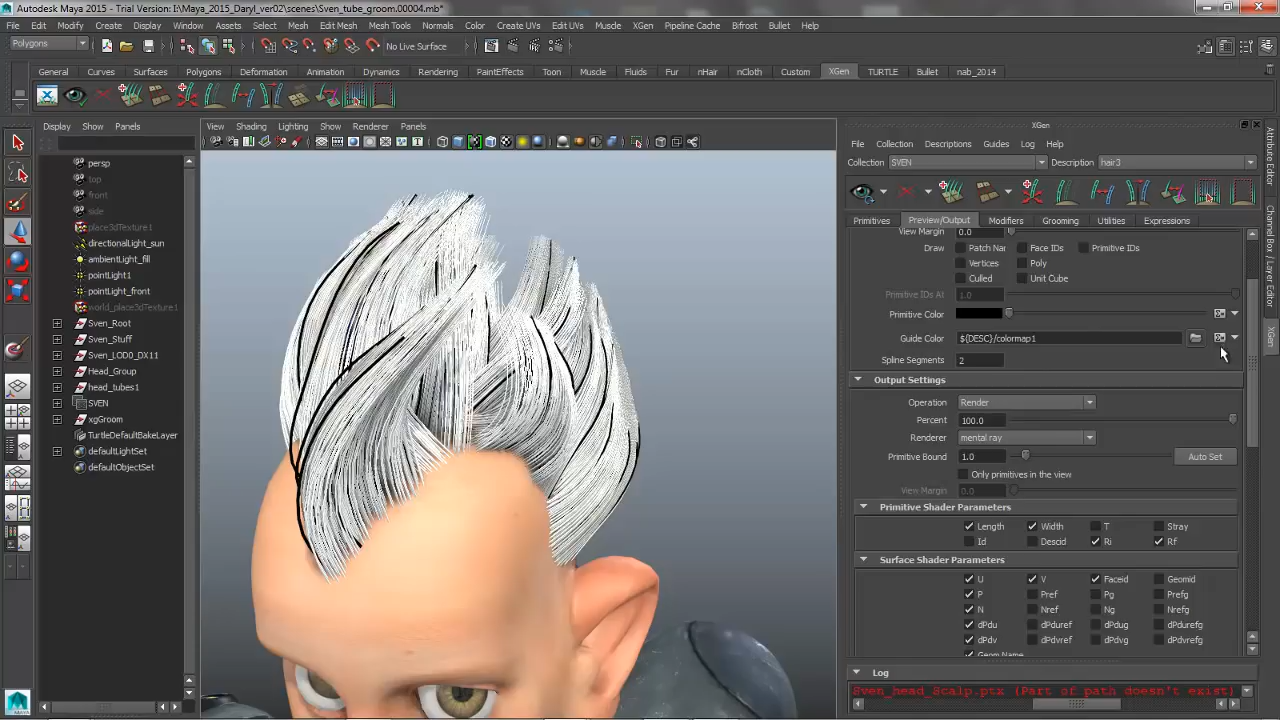 Autodesk Maya 2015 - Trial Version: I:\Maya_2015_Daryl_ver02\scenes\Sven_tube_groom.00004.mb*
File Edit Modify Create Display Window Assets Select Mesh Edit Mesh Mesh Tools Normals Color Create UVs Edit UVs Muscle XGen Pipeline Cache Bifrost Bullet Help
Polygons No Live Surface
General Curves Surfaces Polygons Deformation Animation Dynamics Rendering PaintEffects Toon Muscle Fluids Fur nHair nCloth Custom XGen TURTLE Bullet nab_2014
Display Show Panels
View Shading Lighting Show Renderer Panels
persp
top
front
side
place3dTexture1
directionalLight_sun
ambientLight_fill
pointLight1
pointLight_front
world_place3dTexture1
Sven_Root
Sven_Stuff
Sven_LOD0_DX11
Head_Group
head_tubes1
SVEN
xgGroom
TurtleDefaultBakeLayer
defaultLightSet
defaultObjectSet
XGen
File Collection Descriptions Guides Log Help
Collection SVEN Description hair3
Primitives Preview/Output Modifiers Grooming Utilities Expressions
View Margin 0.0
Draw Patch Nar Face IDs Primitive IDs
Vertices Poly
Culled Unit Cube
Primitive IDs At 1.0
Primitive Color
Guide Color ${DESC}/colormap1
Spline Segments 2
Output Settings
Operation Render
Percent 100.0
Renderer mental ray
Primitive Bound 1.0 Auto Set
Only primitives in the view
View Margin 0.0
Primitive Shader Parameters
Length Width T Stray
Id Descid Ri Rf
Surface Shader Parameters
U V Faceid Geomid
P Pref Pg Prefg
N Nref Ng Nrefg
dPdu dPduref dPdug dPdurefg
dPdv dPdvref dPdvg dPdvrefg
Geom Name
Log
Sven_head_Scalp.ptx (Part of path doesn't exist)
Attribute Editor
Channel Box / Layer Editor
XGen